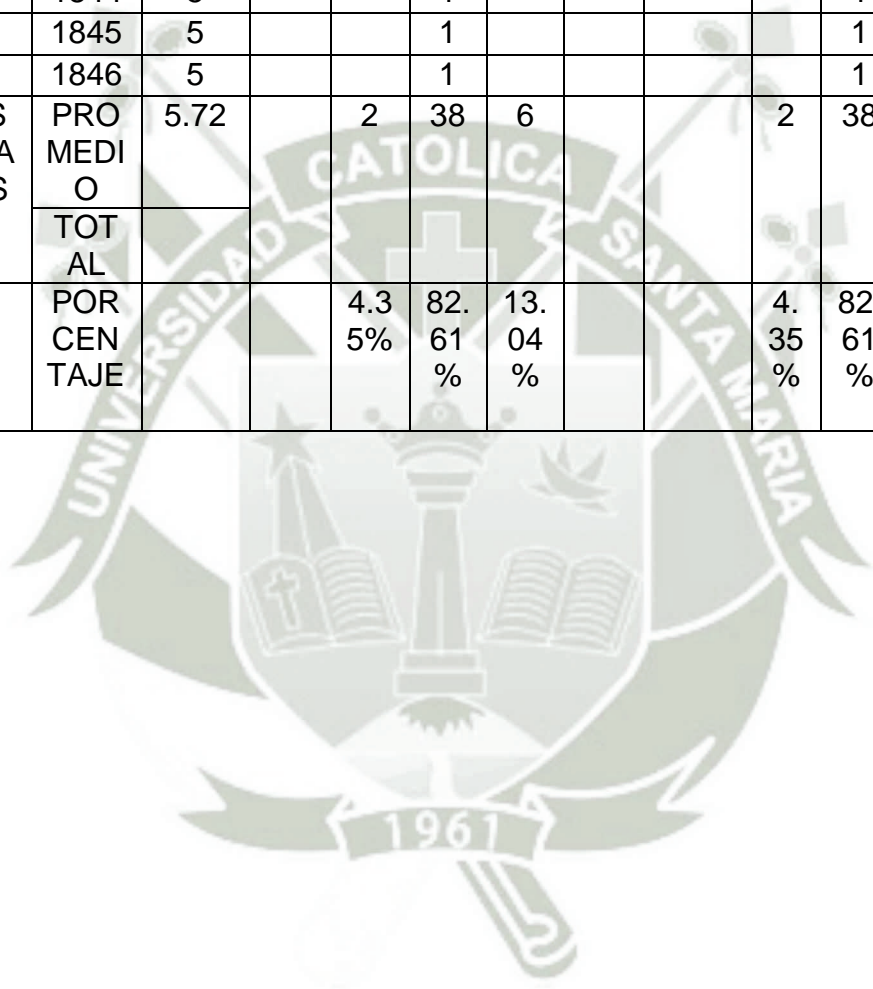 1845 5 1 1
1846 5 1 1
S PRO 5.72 2 38 6 2 38
A MEDI
S O
TOT
AL
POR 4.3 82. 13. 4. 82
CEN 5% 61 04 35 61
TAJE % % % %
UNIVERSIDAD CATOLICA SANTA MARIA
1961